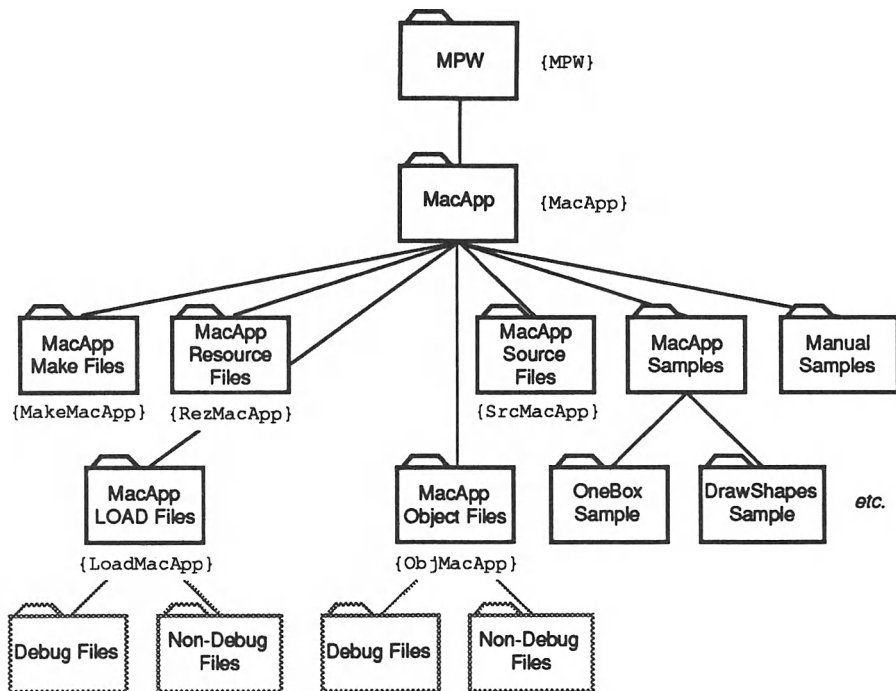 MPW
{MPW}
MacApp
{MacApp}
MacApp
Make Files
{MakeMacApp}
MacApp
Resource
Files
{RezMacApp}
MacApp
Source
Files
{SrcMacApp}
MacApp
Samples
Manual
Samples
MacApp
LOAD Files
{LoadMacApp}
MacApp
Object Files
{ObjMacApp}
OneBox
Sample
DrawShapes
Sample
etc.
Debug Files
Non-Debug
Files
Debug Files
Non-Debug
Files